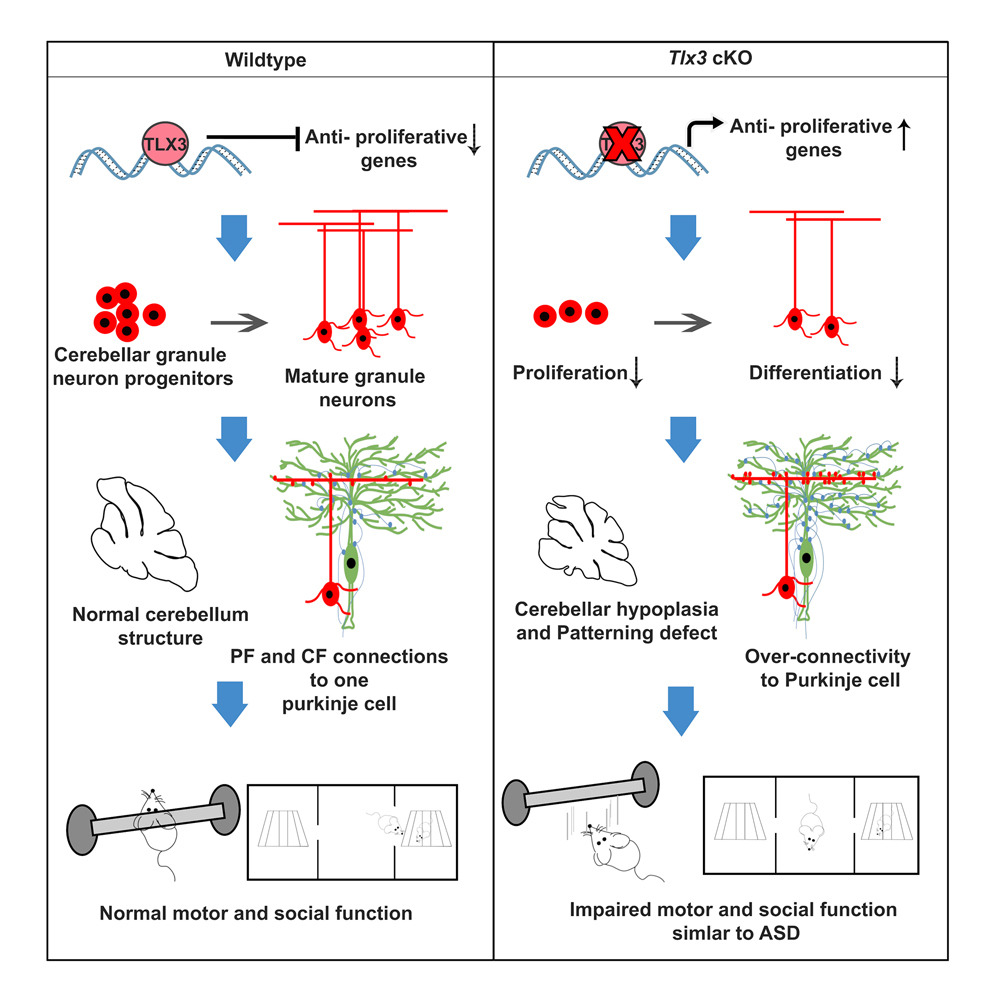 Wildtype
Tlx3 cKO
TLX3
Anti- proliferative
genes
Cerebellar granule
neuron progenitors
Mature granule
neurons
Normal cerebellum
structure
PF and CF connections
to one
purkinje cell
Normal motor and social function
T 3
X
Anti- proliferative
genes
Proliferation
Differentiation
Cerebellar hypoplasia
and Patterning defect
Over-connectivity
to Purkinje cell
Impaired motor and social function
simlar to ASD